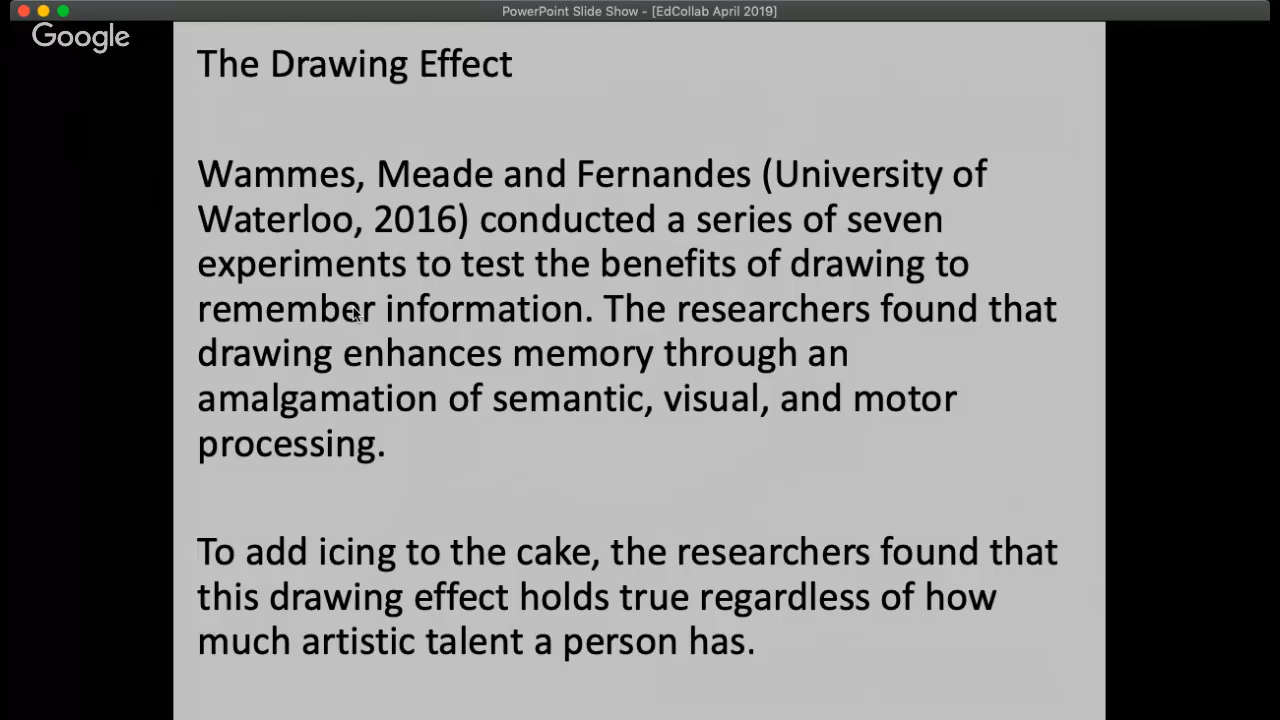 PowerPoint Slide Show - [EdCollab April 2019]
Google
The Drawing Effect
Wammes, Meade and Fernandes (University of
Waterloo, 2016) conducted a series of seven
experiments to test the benefits of drawing to
remember information. The researchers found that
drawing enhances memory through an
amalgamation of semantic, visual, and motor
processing.
To add icing to the cake, the researchers found that
this drawing effect holds true regardless of how
much artistic talent a person has.